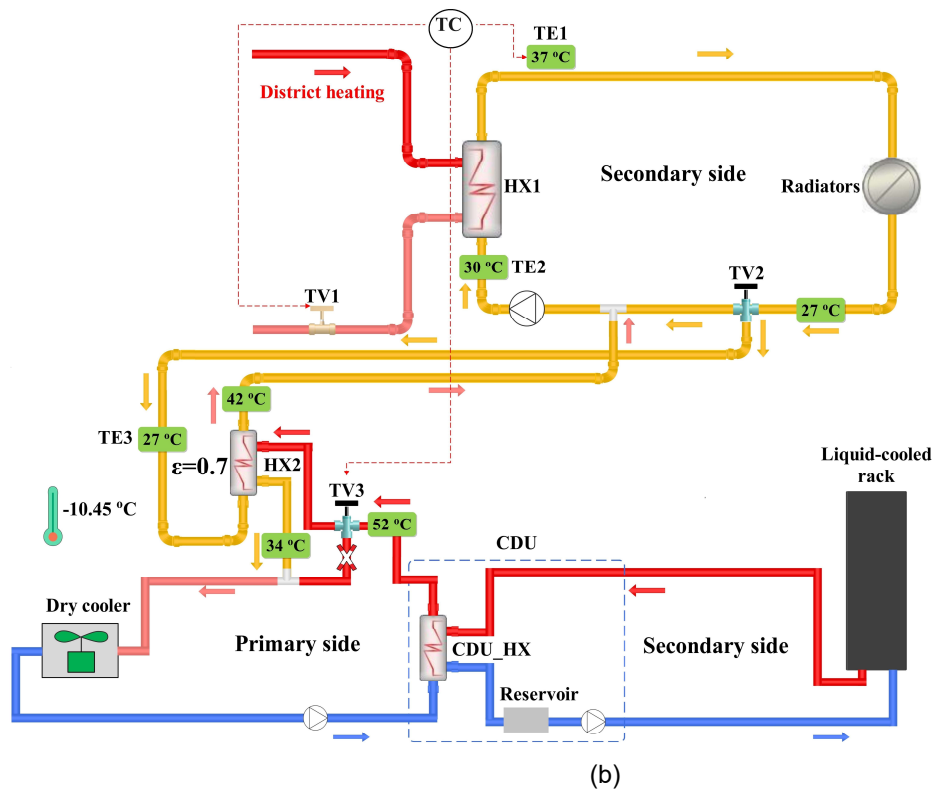 TC
TE1
37 ºC
District heating
HX1
Secondary side
Radiators
30 ºC
TE2
TV1
TV2
27 ºC
42 ºC
TE3
27 ºC
ε=0.7
HX2
Liquid-cooled
rack
-10.45 ºC
TV3
52 ºC
34 ºC
CDU
Dry cooler
Primary side
CDU_HX
Secondary side
Reservoir
(b)